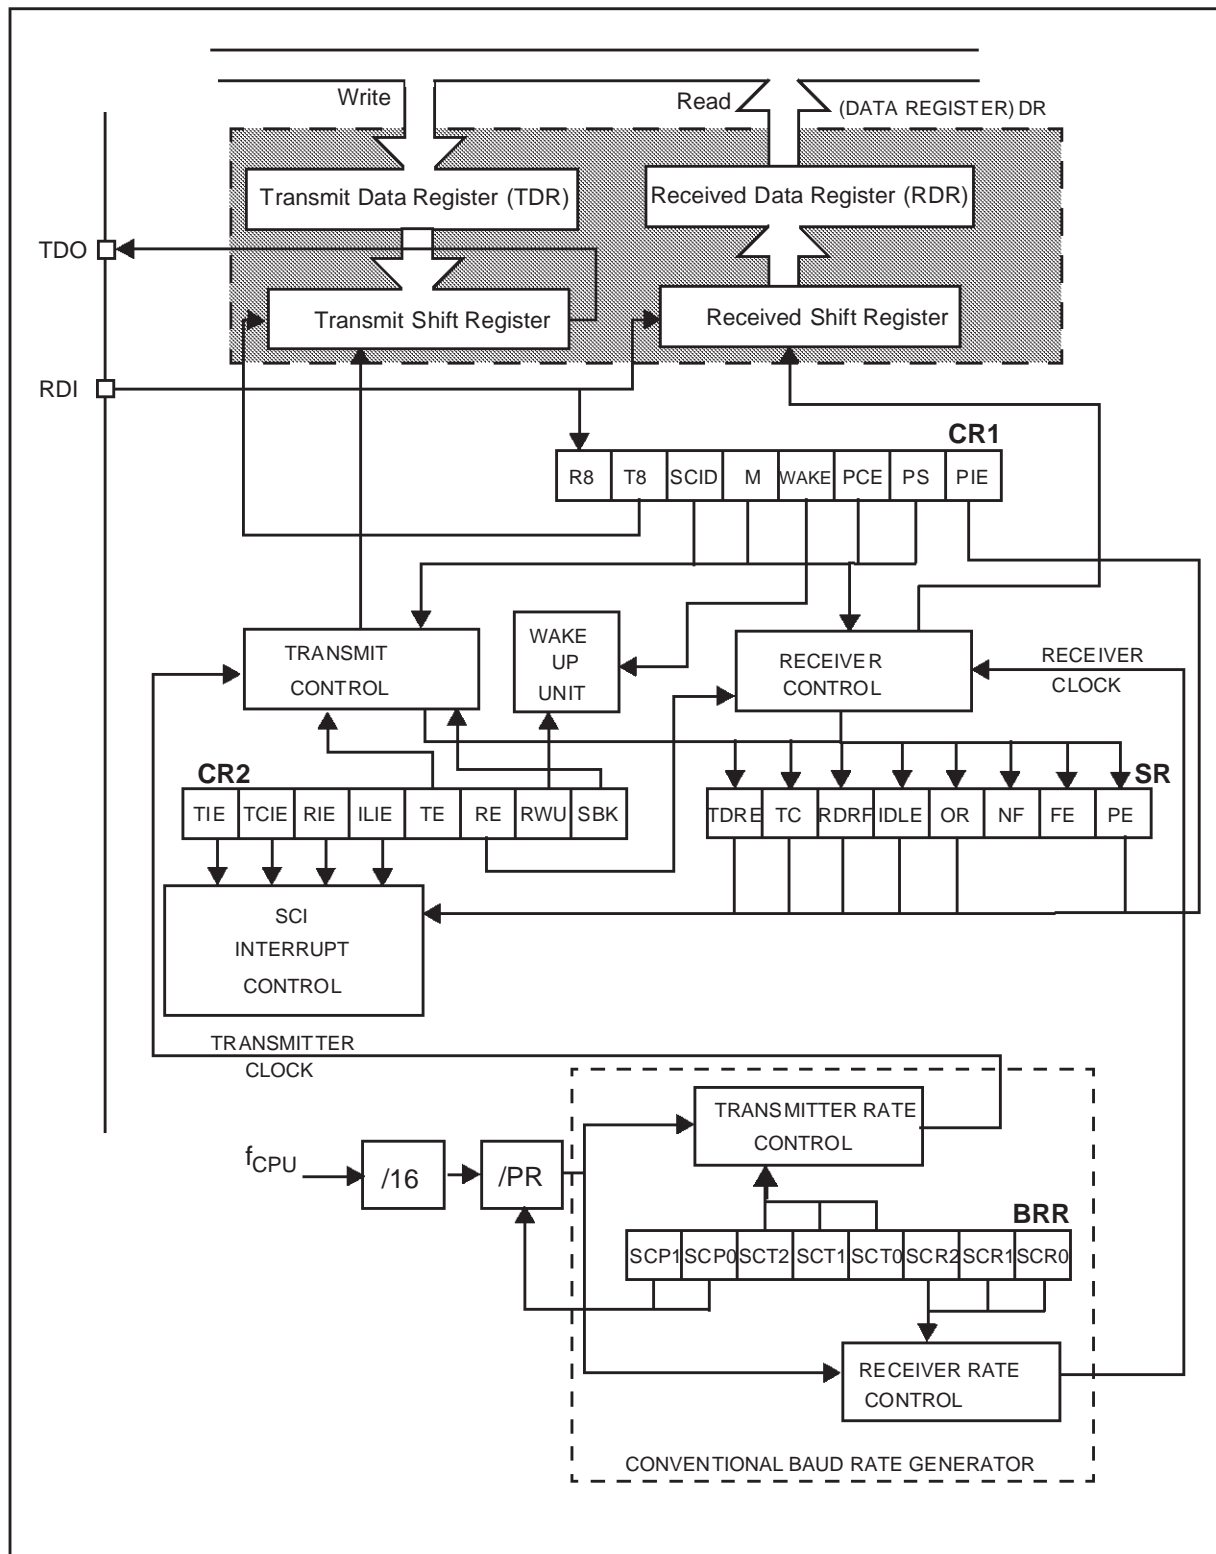 Write
Read
(DATA REGISTER) DR
Transmit Data Register (TDR)
Received Data Register (RDR)
TDO
Transmit Shift Register
Received Shift Register
RDI
CR1
R8 T8 SCID M WAKE PCE PS PIE
TRANSMIT
CONTROL
WAKE
UP
UNIT
RECEIVER
CONTROL
RECEIVER
CLOCK
CR2
TIE TCIE RIE ILIE TE RE RWU SBK
SR
TDRE TC RDRF IDLE OR NF FE PE
SCI
INTERRUPT
CONTROL
TRANSMITTER
CLOCK
TRANSMITTER RATE
CONTROL
fCPU
/16
/PR
BRR
SCP1 SCP0 SCT2 SCT1 SCT0 SCR2 SCR1 SCR0
RECEIVER RATE
CONTROL
CONVENTIONAL BAUD RATE GENERATOR